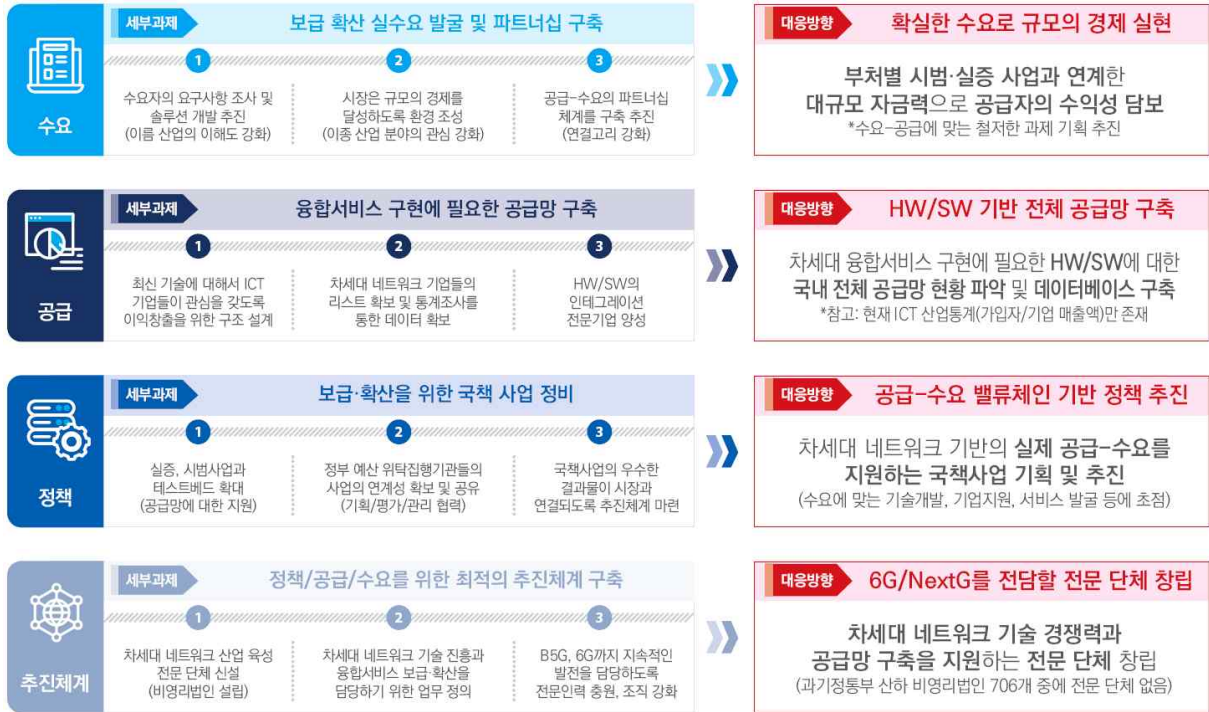 수요
세부과제
보급 확산 실수요 발굴 및 파트너십 구축
1
수요자의 요구사항 조사 및
솔루션 개발 추진
(이름 산업의 이해도 강화)
2
시장은 규모의 경제를
달성하도록 환경 조성
(이종 산업 분야의 관심 강화)
3
공급-수요의 파트너십
체계를 구축 추진
(연결고리 강화)
대응방향
확실한 수요로 규모의 경제 실현
부처별 시범·실증 사업과 연계한
대규모 자금력으로 공급자의 수익성 담보
*수요-공급에 맞는 철저한 과제 기획 추진
공급
세부과제
융합서비스 구현에 필요한 공급망 구축
1
최신 기술에 대해서 ICT
기업들이 관심을 갖도록
이익창출을 위한 구조 설계
2
차세대 네트워크 기업들의
리스트 확보 및 통계조사를
통한 데이터 확보
3
HW/SW의
인테그레이션
전문기업 양성
대응방향
HW/SW 기반 전체 공급망 구축
차세대 융합서비스 구현에 필요한 HW/SW에 대한
국내 전체 공급망 현황 파악 및 데이터베이스 구축
*참고: 현재 ICT 산업통계(가입자/기업 매출액)만 존재
정책
세부과제
보급·확산을 위한 국책 사업 정비
1
실증, 시범사업과
테스트베드 확대
(공급망에 대한 지원)
2
정부 예산 위탁집행기관들의
사업의 연계성 확보 및 공유
(기획/평가/관리 협력)
3
국책사업의 우수한
결과물이 시장과
연결되도록 추진체계 마련
대응방향
공급-수요 밸류체인 기반 정책 추진
차세대 네트워크 기반의 실제 공급-수요를
지원하는 국책사업 기획 및 추진
(수요에 맞는 기술개발, 기업지원, 서비스 발굴 등에 초점)
추진체계
세부과제
정책/공급/수요를 위한 최적의 추진체계 구축
1
차세대 네트워크 산업 육성
전문 단체 신설
(비영리법인 설립)
2
차세대 네트워크 기술 진흥과
융합서비스 보급·확산을
담당하기 위한 업무 정의
3
B5G, 6G까지 지속적인
발전을 담당하도록
전문인력 충원, 조직 강화
대응방향
6G/NextG를 전담할 전문 단체 창립
차세대 네트워크 기술 경쟁력과
공급망 구축을 지원하는 전문 단체 창립
(과기정통부 산하 비영리법인 706개 중에 전문 단체 없음)